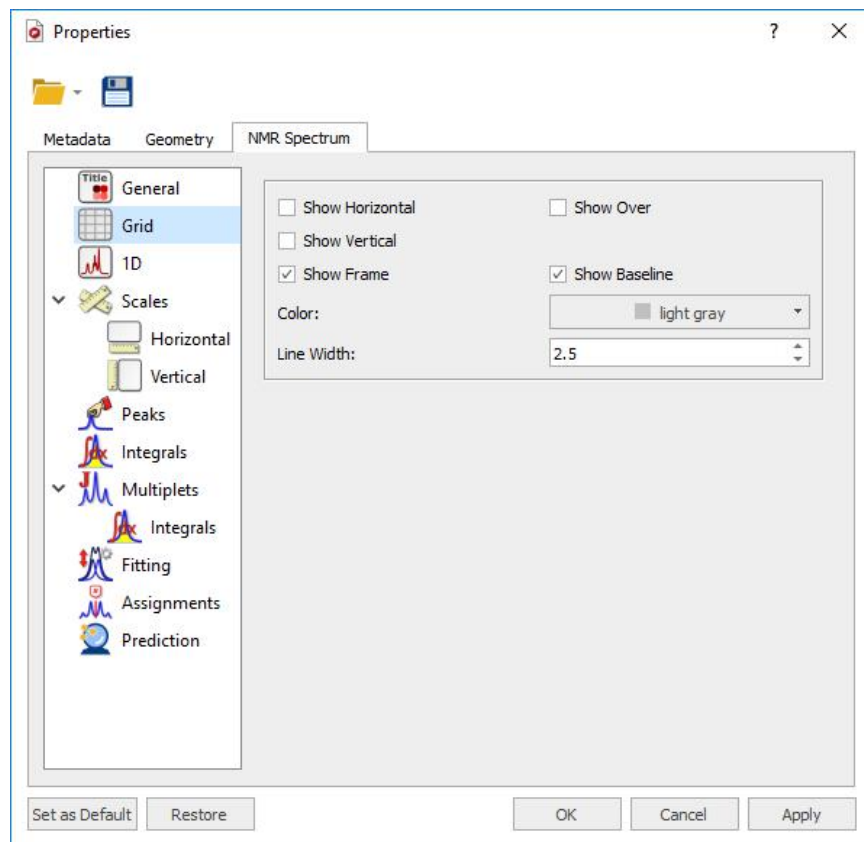 Properties
?
Metadata
Geometry
NMR Spectrum
Title
General
Grid
1D
Scales
Horizontal
Vertical
Peaks
Integrals
Multiplets
Integrals
Fitting
Assignments
Prediction
Show Horizontal
Show Over
Show Vertical
Show Frame
Show Baseline
Color:
light gray
Line Width:
2.5
Set as Default
Restore
OK
Cancel
Apply